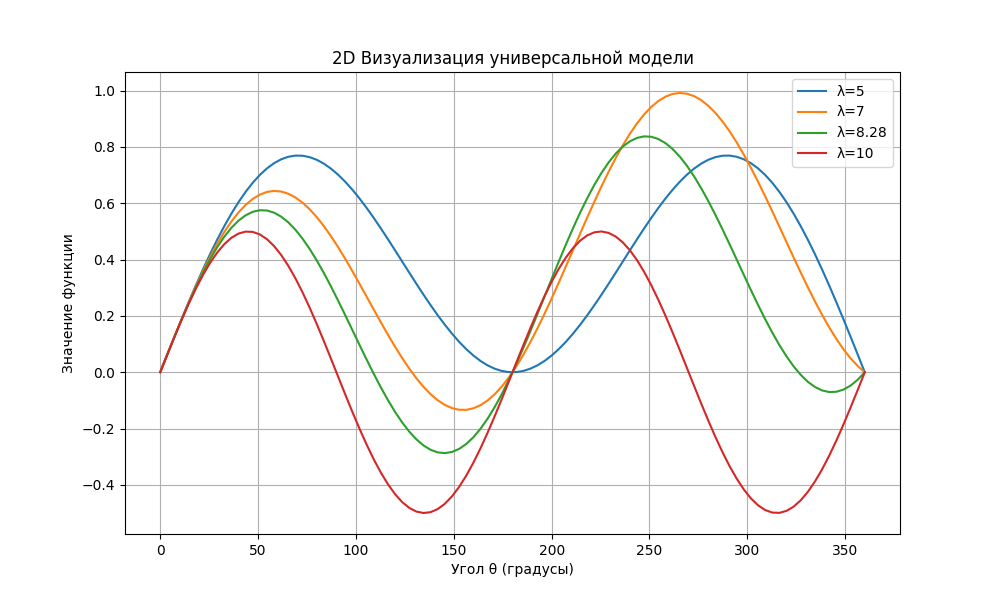 2D Визуализация универсальной модели
λ=5
λ=7
λ=8.28
λ=10
Значение функции
1.0
0.8
0.6
0.4
0.2
0.0
−0.2
−0.4
0 50 100 150 200 250 300 350
Угол θ (градусы)